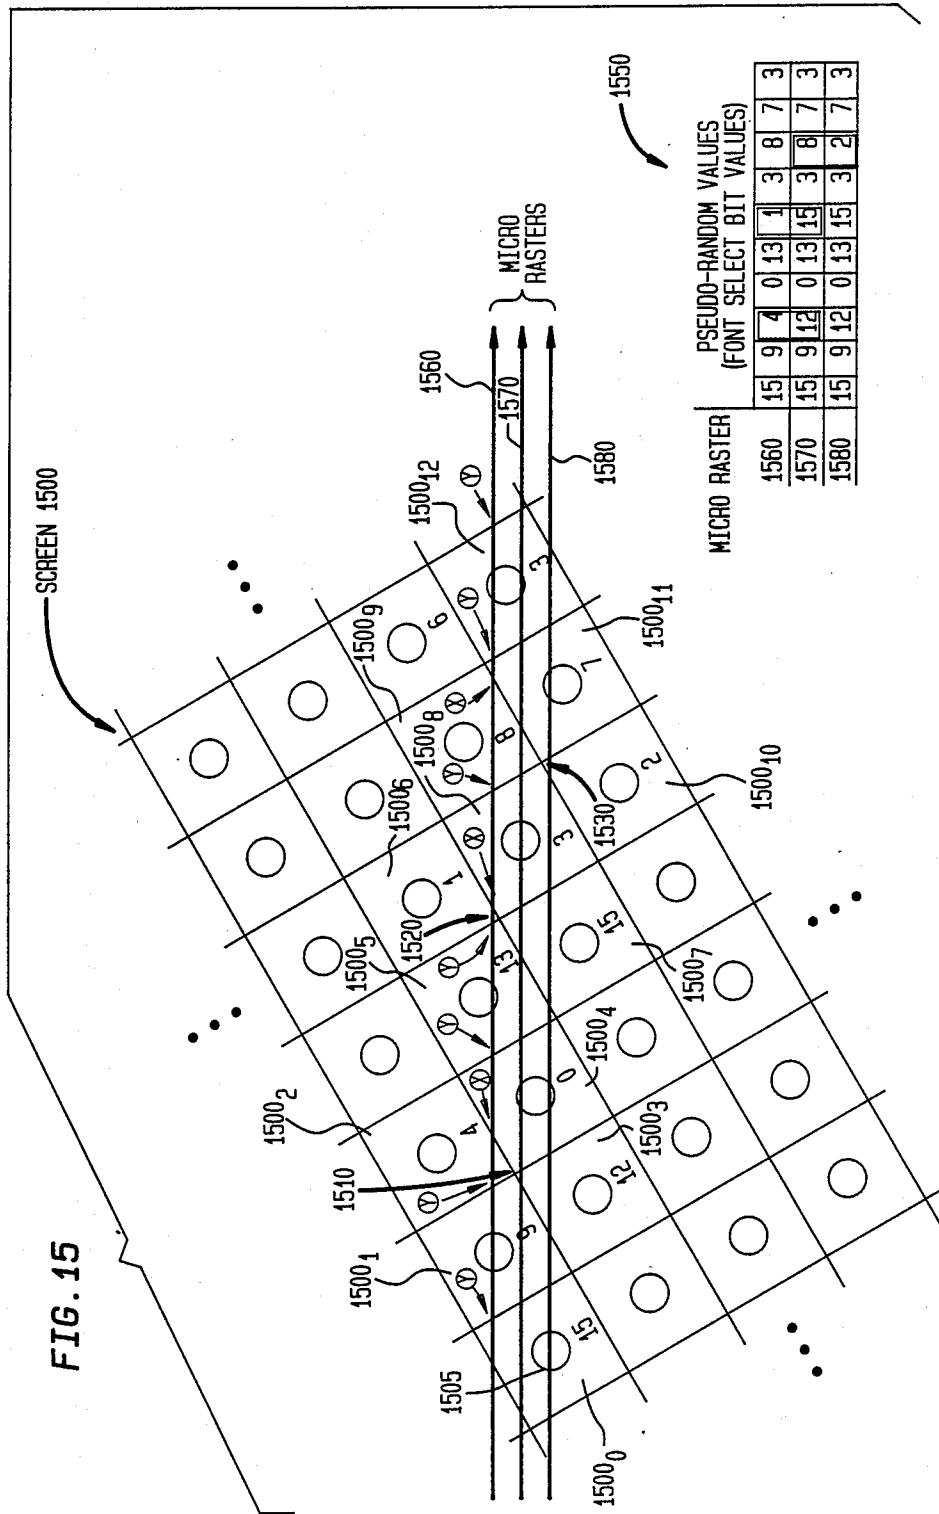 FIG.15
SCREEN 1500
1500₀
1505
15
1500₁
Y
9
1510
Y
1500₂
4
X
12
1500₃
0
1500₄
Y
1500₅
Y
13
1520
15
1500₇
1
1500₆
X
3
1500₈
Y
1530
2
1500₁₀
8
X
1500₉
7
1500₁₁
6
Y
3
1500₁₂
Y
1560
1570
1580
MICRO
RASTERS
1550
PSEUDO-RANDOM VALUES
(FONT SELECT BIT VALUES)
MICRO RASTER
1560 15 9 4 0 13 1 3 8 7 3
1570 15 9 12 0 13 15 3 8 7 3
1580 15 9 12 0 13 15 3 2 7 3